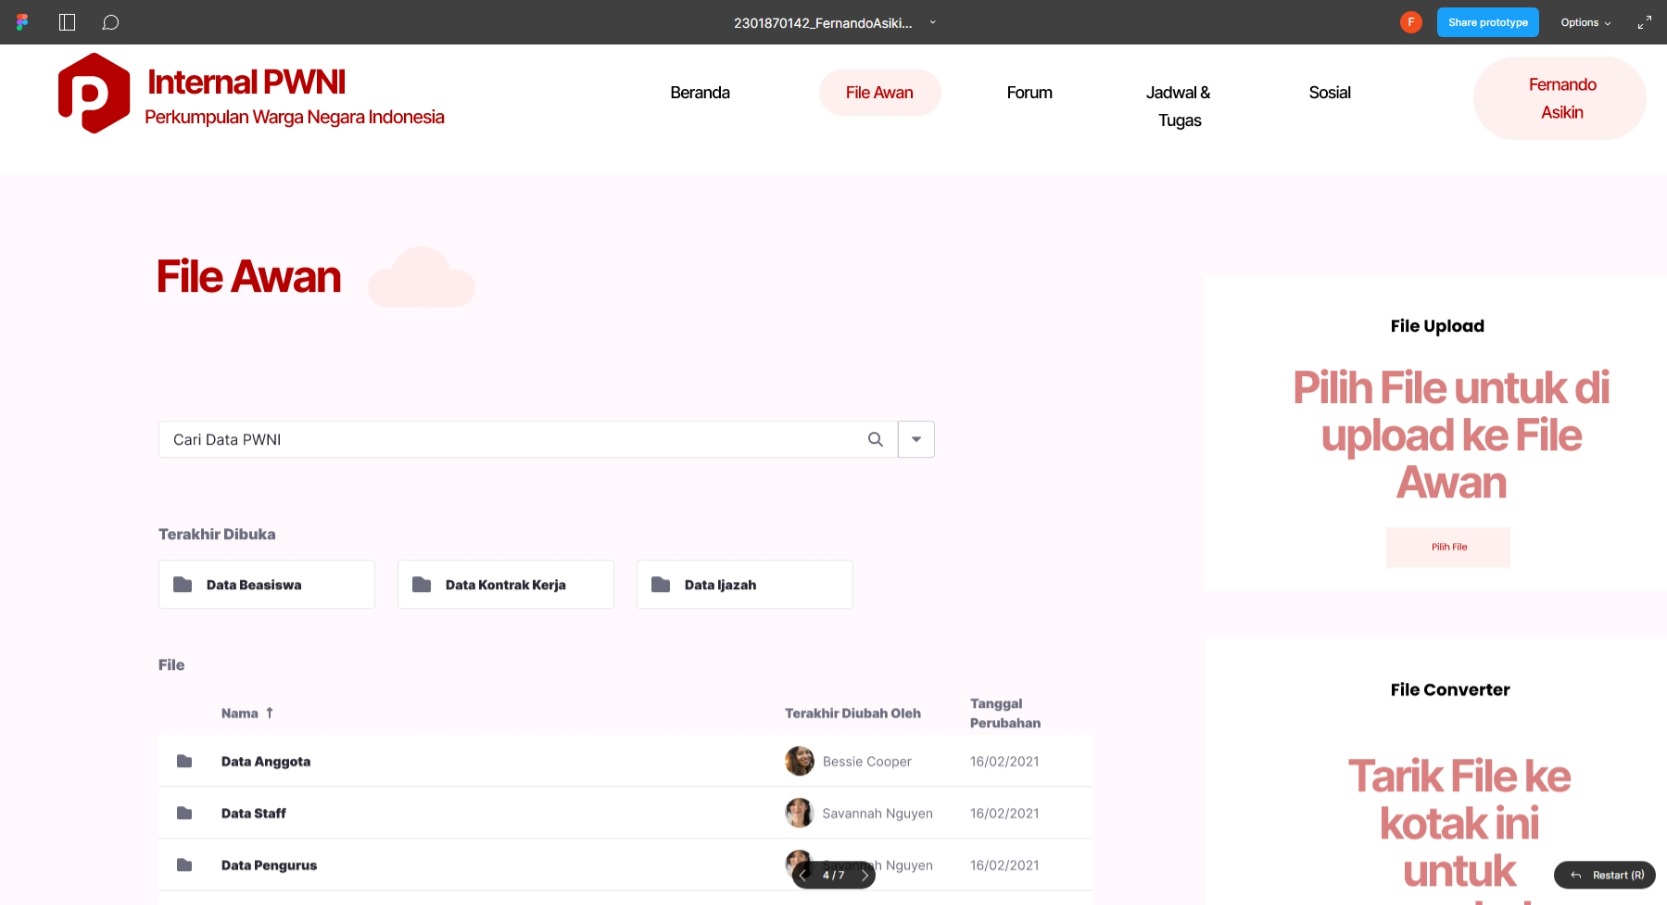 2301870142_FernandoAsiki...
F
Share prototype
Options
Internal PWNI
Perkumpulan Warga Negara Indonesia
Beranda
File Awan
Forum
Jadwal &
Tugas
Sosial
Fernando
Asikin
File Awan
Cari Data PWNI
Terakhir Dibuka
Data Beasiswa
Data Kontrak Kerja
Data Ijazah
File
Nama ↑
Terakhir Diubah Oleh
Tanggal
Perubahan
Data Anggota
Bessie Cooper
16/02/2021
Data Staff
Savannah Nguyen
16/02/2021
Data Pengurus
Savannah Nguyen
16/02/2021
File Upload
Pilih File untuk di
upload ke File
Awan
Pilih File
File Converter
Tarik File ke
kotak ini
untuk
4 / 7
Restart (R)